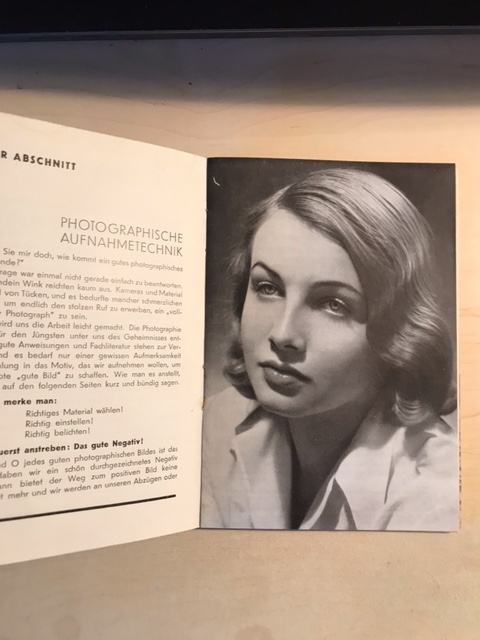 R ABSCHNITT
PHOTOGRAPHISCHE
AUFNAHMETECHNIK
Sie mir doch, wie kommt ein gutes photographisches
nde?"
rage war einmal nicht gerade einfach zu beantworten.
ndein Wink reichten kaum aus. Kameras und Material
l von Tücken, und es bedurfte mancher schmerzlichen
um endlich den stolzen Ruf zu erwerben, ein „voll-
r Photograph" zu sein.
ird uns die Arbeit leicht gemacht. Die Photographie
ür den Jüngsten unter uns des Geheimnisses ent-
gute Anweisungen und Fachliteratur stehen zur Ver-
nd es bedarf nur einer gewissen Aufmerksamkeit
hlung in das Motiv, das wir aufnehmen wollen, um
bte „gute Bild" zu schaffen. Wie man es anstellt,
auf den folgenden Seiten kurz und bündig sagen.
merke man:
Richtiges Material wählen!
Richtig einstellen!
Richtig belichten!
uerst anstreben: Das gute Negativ!
nd O jedes guten photographischen Bildes ist das
Haben wir ein schön durchgezeichnetes Negativ
ann bietet der Weg zum positiven Bild keine
t mehr und wir werden an unseren Abzügen oder